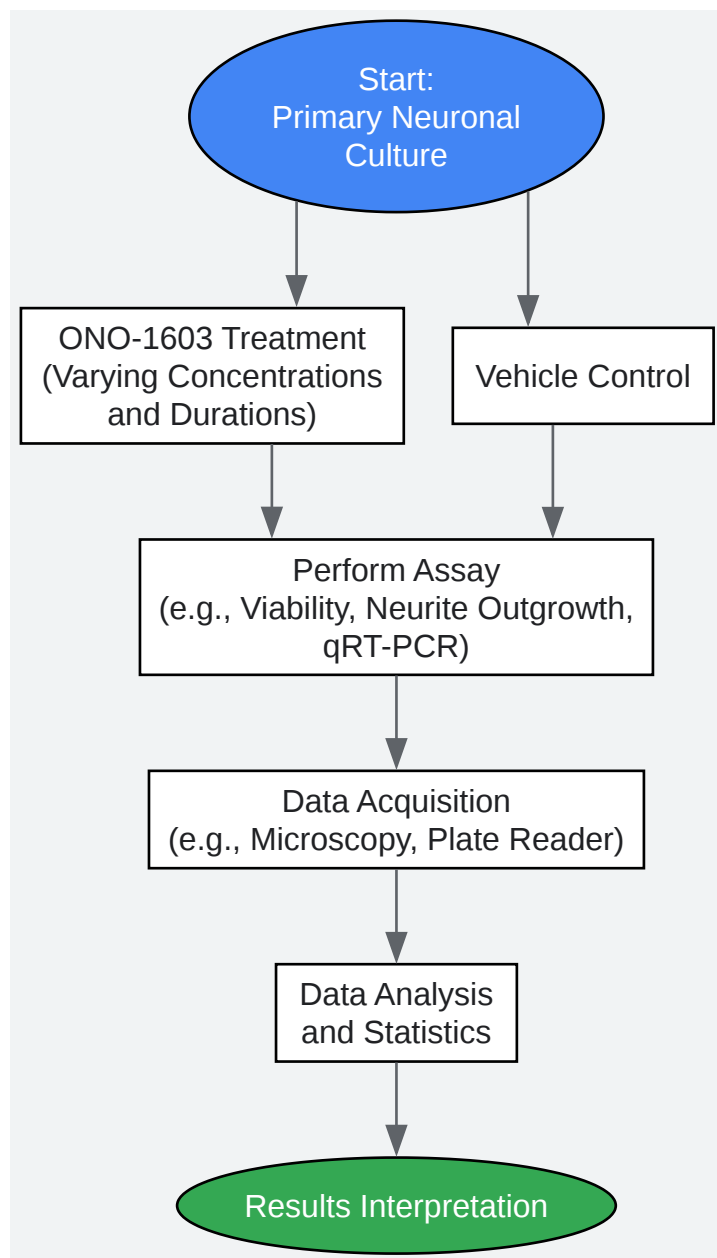 Start:
Primary Neuronal
Culture
ONO-1603 Treatment
(Varying Concentrations
and Durations)
Vehicle Control
Perform Assay
(e.g., Viability, Neurite Outgrowth,
qRT-PCR)
Data Acquisition
(e.g., Microscopy, Plate Reader)
Data Analysis
and Statistics
Results Interpretation